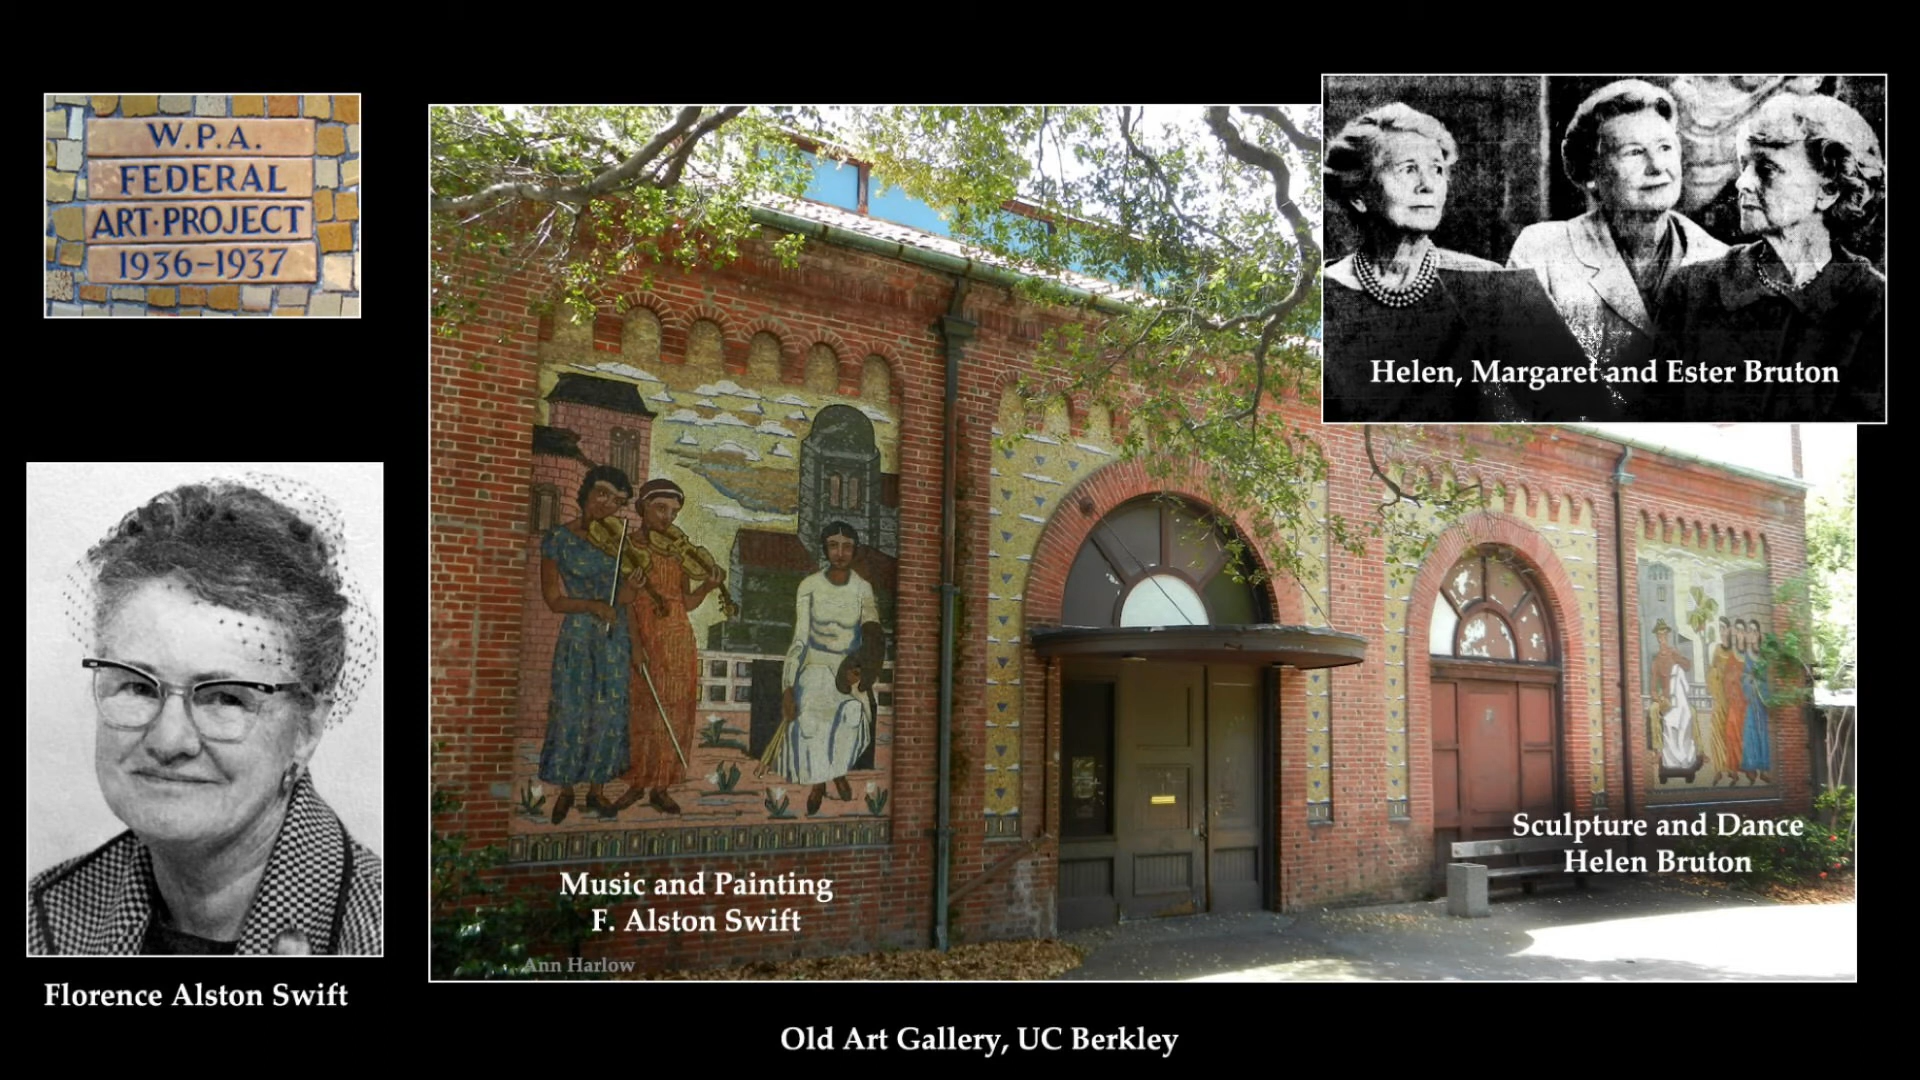 W.P.A.
FEDERAL
ART·PROJECT
1936-1937
Helen, Margaret and Ester Bruton
Sculpture and Dance
Helen Bruton
Music and Painting
F. Alston Swift
Ann Harlow
Florence Alston Swift
Old Art Gallery, UC Berkley